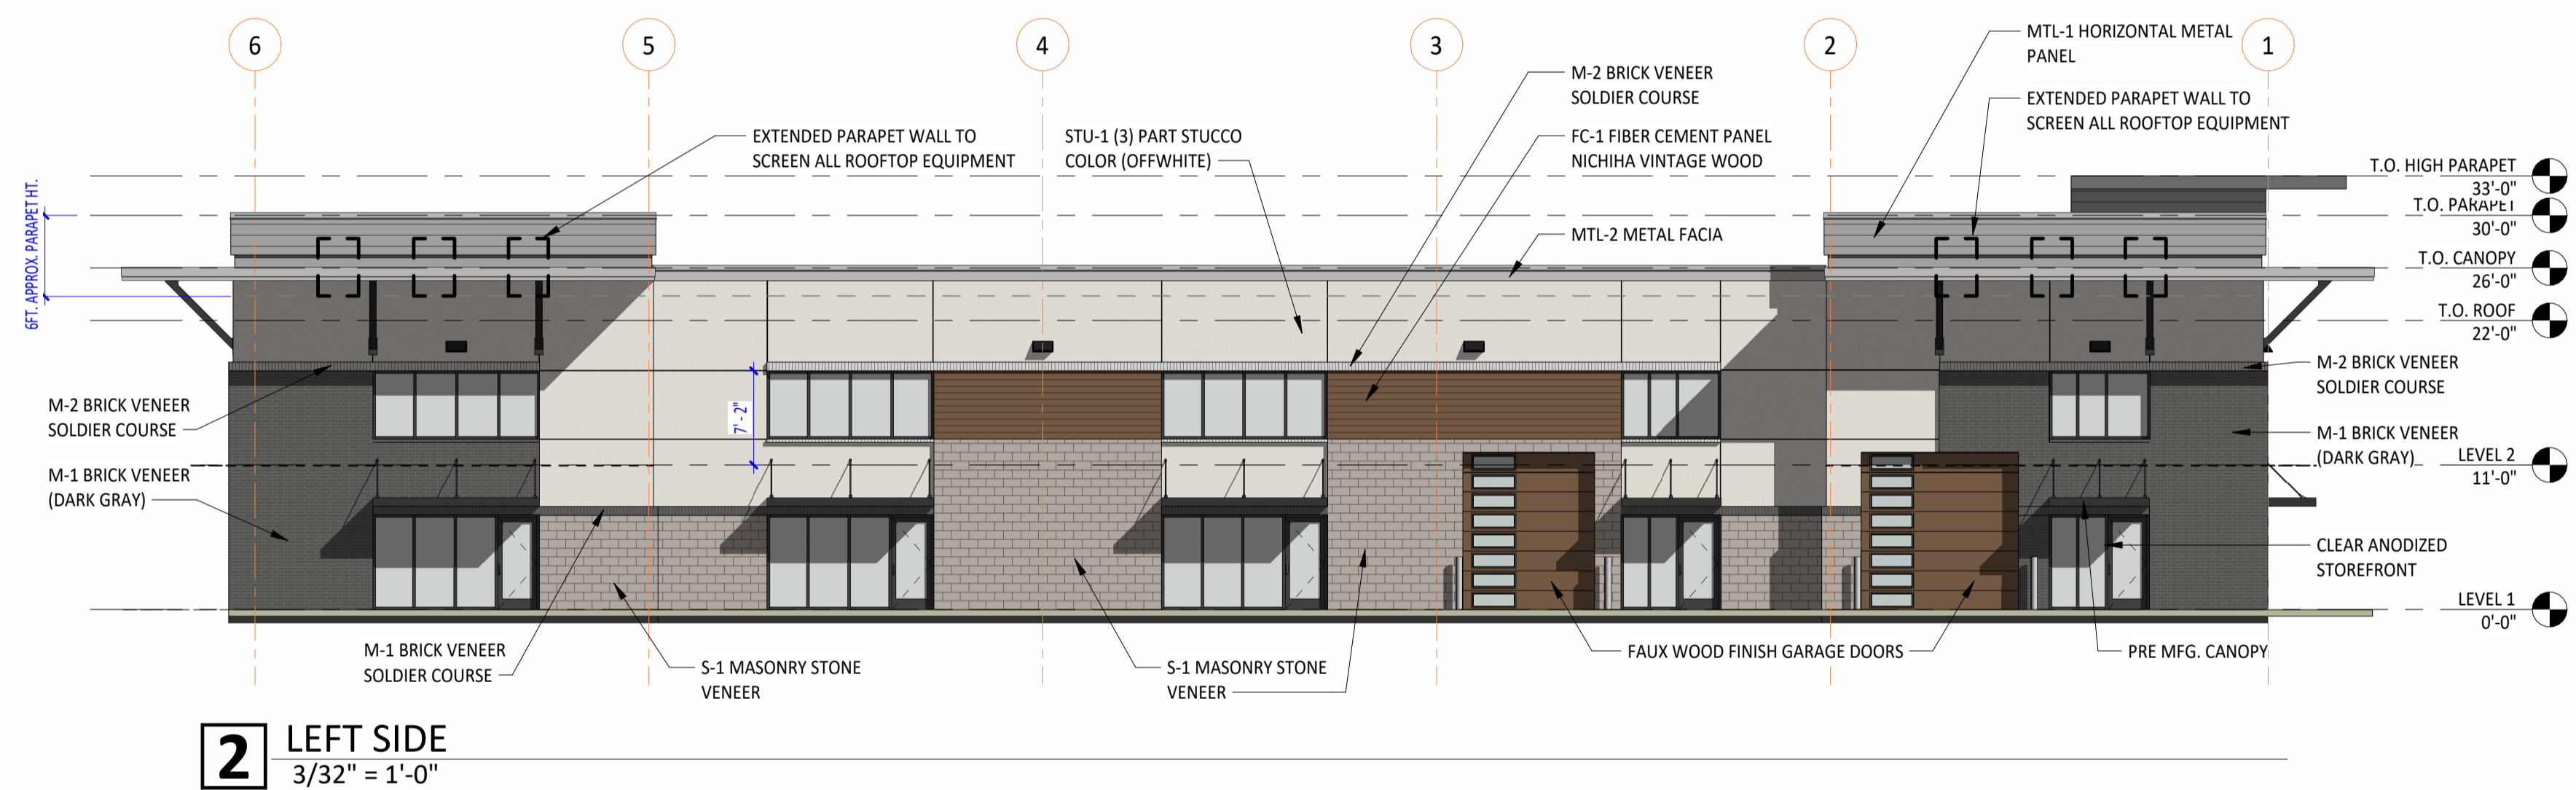 6
5
4
3
2
1
MTL-1 HORIZONTAL METAL
PANEL
M-2 BRICK VENEER
SOLDIER COURSE
EXTENDED PARAPET WALL TO
SCREEN ALL ROOFTOP EQUIPMENT
EXTENDED PARAPET WALL TO
SCREEN ALL ROOFTOP EQUIPMENT
STU-1 (3) PART STUCCO
COLOR (OFFWHITE)
FC-1 FIBER CEMENT PANEL
NICHIHA VINTAGE WOOD
MTL-2 METAL FACIA
6FT. APPROX. PARAPET HT.
T.O. HIGH PARAPET
33'-0"
T.O. PARAPET
30'-0"
T.O. CANOPY
26'-0"
T.O. ROOF
22'-0"
M-2 BRICK VENEER
SOLDIER COURSE
M-2 BRICK VENEER
SOLDIER COURSE
7' - 2"
M-1 BRICK VENEER
(DARK GRAY)
M-1 BRICK VENEER
(DARK GRAY)
LEVEL 2
11'-0"
CLEAR ANODIZED
STOREFRONT
LEVEL 1
0'-0"
M-1 BRICK VENEER
SOLDIER COURSE
S-1 MASONRY STONE
VENEER
S-1 MASONRY STONE
VENEER
FAUX WOOD FINISH GARAGE DOORS
PRE MFG. CANOPY
2
LEFT SIDE
3/32" = 1'-0"